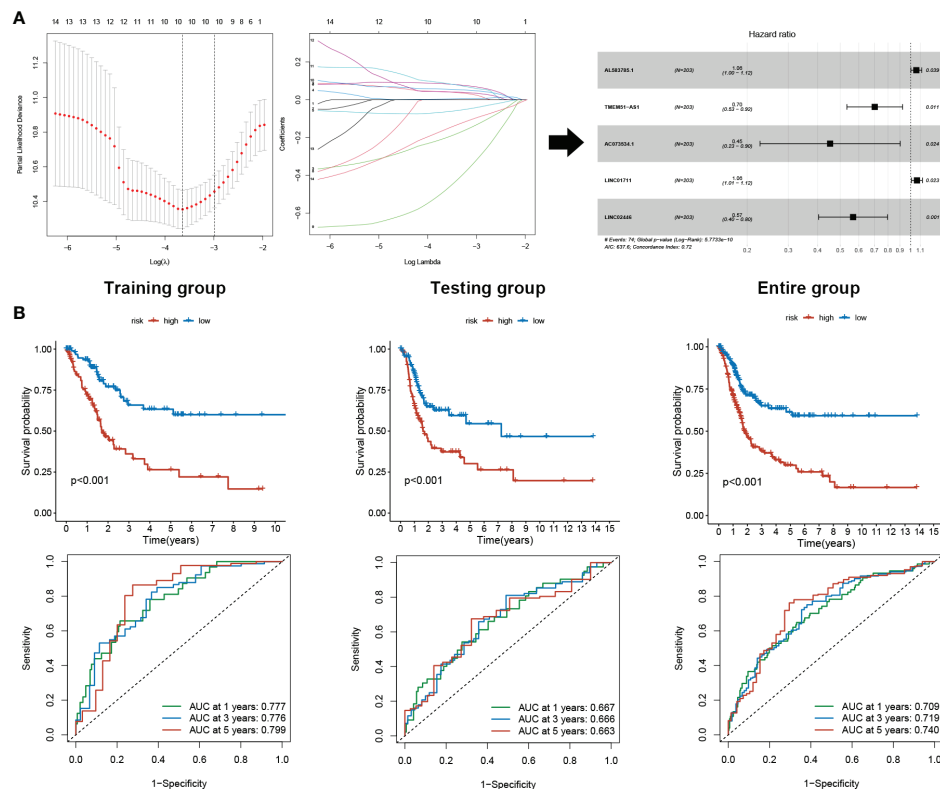 A
14 13 13 13 12 12 11 11 10 10 10 10 10 9 8 6 1
Partial Likelihood Deviance
11.2
11.0
10.8
10.6
10.4
-6 -5 -4 -3 -2
Log(λ)
14 12 10 10 1
Coefficients
0.2
0.0
-0.2
-0.4
-0.6
-6 -5 -4 -3 -2
Log Lambda
Hazard ratio
AL583785.1 (N=203) 1.06 0.039
(1.00 − 1.12)
TMEM51−AS1 (N=203) 0.70 0.011
(0.53 − 0.92)
AC073534.1 (N=203) 0.45 0.024
(0.23 − 0.90)
LINC01711 (N=203) 1.06 0.023
(1.01 − 1.12)
LINC02446 (N=203) 0.57 0.001
(0.40 − 0.80)
# Events: 74; Global p-value (Log-Rank): 5.7733e-10
AIC: 637.6; Concordance Index: 0.72
0.2 0.3 0.4 0.5 0.6 0.7 0.8 0.9 1 1.1
B
Training group
risk high low
Survival probability
1.00
0.75
0.50
0.25
0.00
p<0.001
0 1 2 3 4 5 6 7 8 9 10
Time(years)
Testing group
risk high low
Survival probability
1.00
0.75
0.50
0.25
0.00
p<0.001
0 1 2 3 4 5 6 7 8 9 10 11 12 13 14 15
Time(years)
Entire group
risk high low
Survival probability
1.00
0.75
0.50
0.25
0.00
p<0.001
0 1 2 3 4 5 6 7 8 9 10 11 12 13 14 15
Time(years)
Sensitivity
1.0
0.8
0.6
0.4
0.2
0.0
AUC at 1 years: 0.777
AUC at 3 years: 0.776
AUC at 5 years: 0.799
0.0 0.2 0.4 0.6 0.8 1.0
1−Specificity
Sensitivity
1.0
0.8
0.6
0.4
0.2
0.0
AUC at 1 years: 0.667
AUC at 3 years: 0.666
AUC at 5 years: 0.663
0.0 0.2 0.4 0.6 0.8 1.0
1−Specificity
Sensitivity
1.0
0.8
0.6
0.4
0.2
0.0
AUC at 1 years: 0.709
AUC at 3 years: 0.719
AUC at 5 years: 0.740
0.0 0.2 0.4 0.6 0.8 1.0
1−Specificity